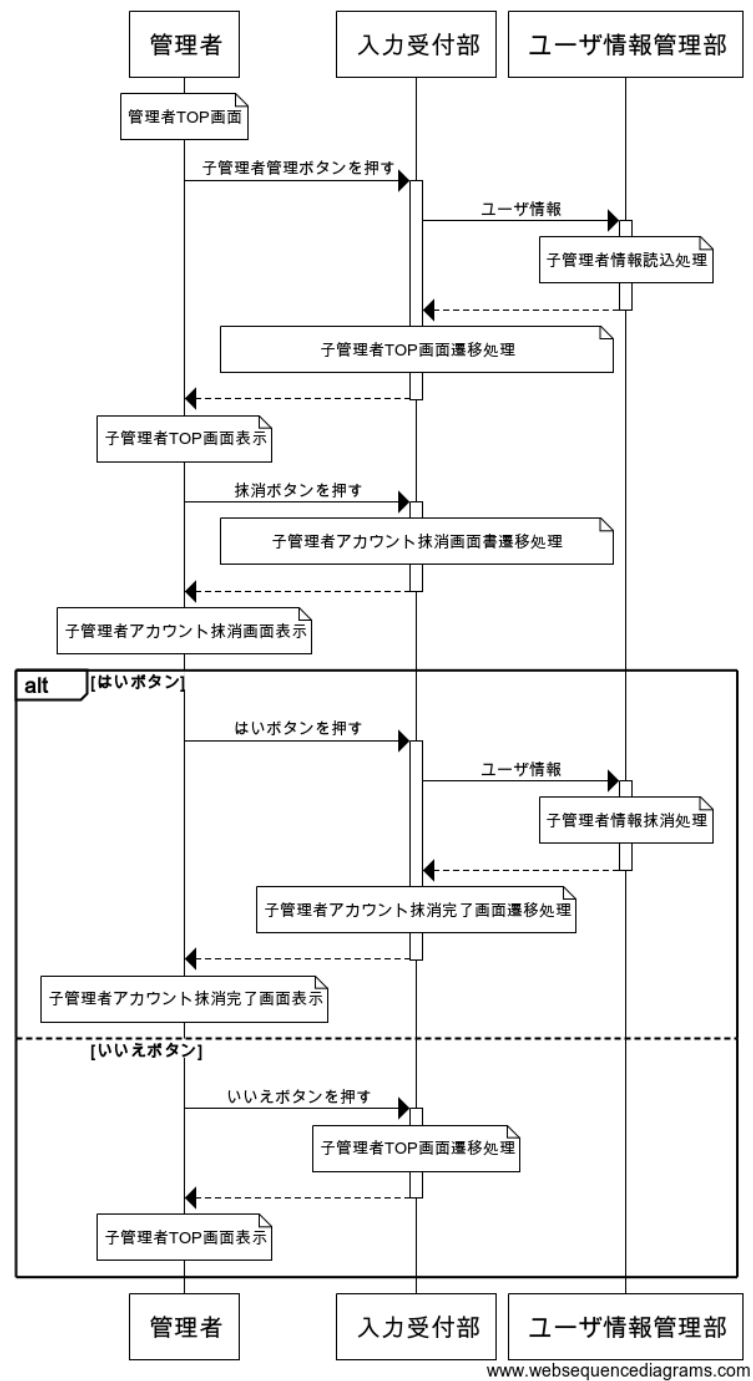 管理者
入力受付部
ユーザ情報管理部
管理者TOP画面
子管理者管理ボタンを押す
ユーザ情報
子管理者情報読込処理
子管理者TOP画面遷移処理
子管理者TOP画面表示
抹消ボタンを押す
子管理者アカウント抹消画面書遷移処理
子管理者アカウント抹消画面表示
alt
[はいボタン]
はいボタンを押す
ユーザ情報
子管理者情報抹消処理
子管理者アカウント抹消完了画面遷移処理
子管理者アカウント抹消完了画面表示
[いいえボタン]
いいえボタンを押す
子管理者TOP画面遷移処理
子管理者TOP画面表示
管理者
入力受付部
ユーザ情報管理部
www.websequencediagrams.com